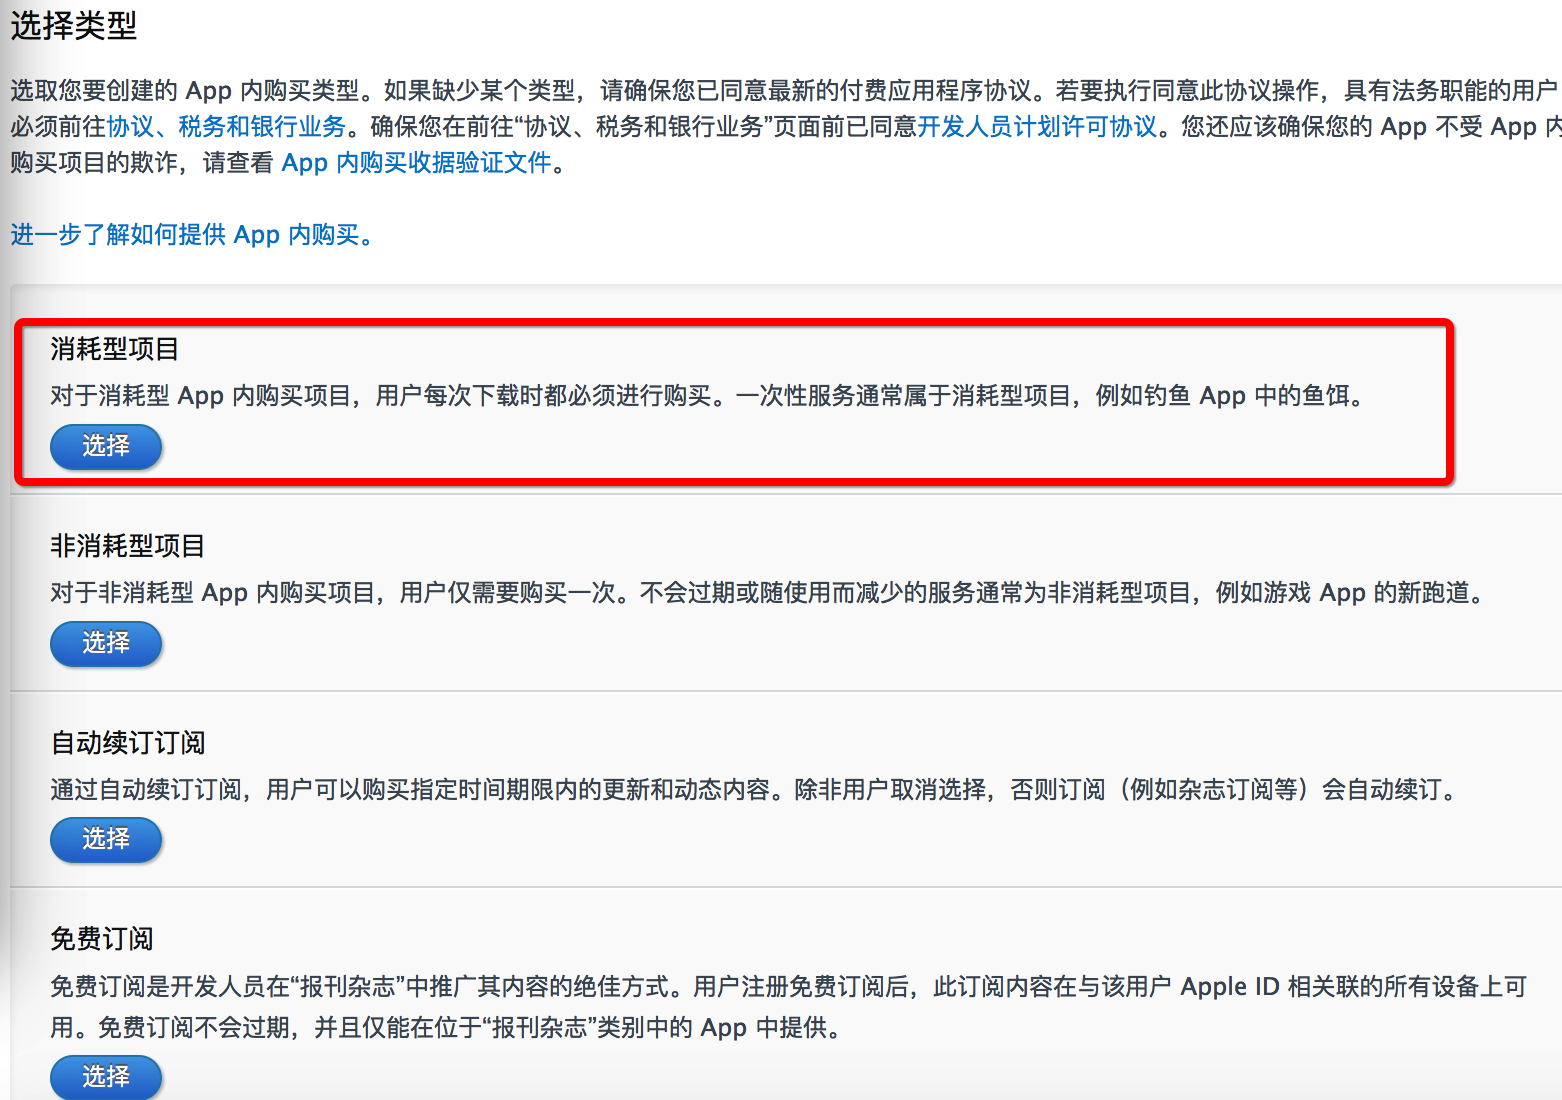 选择类型
选取您要创建的 App 内购买类型。如果缺少某个类型，请确保您已同意最新的付费应用程序协议。若要执行同意此协议操作，具有法务职能的用户
必须前往协议、税务和银行业务。确保您在前往“协议、税务和银行业务”页面前已同意开发人员计划许可协议。您还应该确保您的 App 不受 App 内
购买项目的欺诈，请查看 App 内购买收据验证文件。
进一步了解如何提供 App 内购买。
消耗型项目
对于消耗型 App 内购买项目，用户每次下载时都必须进行购买。一次性服务通常属于消耗型项目，例如钓鱼 App 中的鱼饵。
选择
非消耗型项目
对于非消耗型 App 内购买项目，用户仅需要购买一次。不会过期或随使用而减少的服务通常为非消耗型项目，例如游戏 App 的新跑道。
选择
自动续订订阅
通过自动续订订阅，用户可以购买指定时间期限内的更新和动态内容。除非用户取消选择，否则订阅（例如杂志订阅等）会自动续订。
选择
免费订阅
免费订阅是开发人员在“报刊杂志”中推广其内容的绝佳方式。用户注册免费订阅后，此订阅内容在与该用户 Apple ID 相关联的所有设备上可
用。免费订阅不会过期，并且仅能在位于“报刊杂志”类别中的 App 中提供。
选择